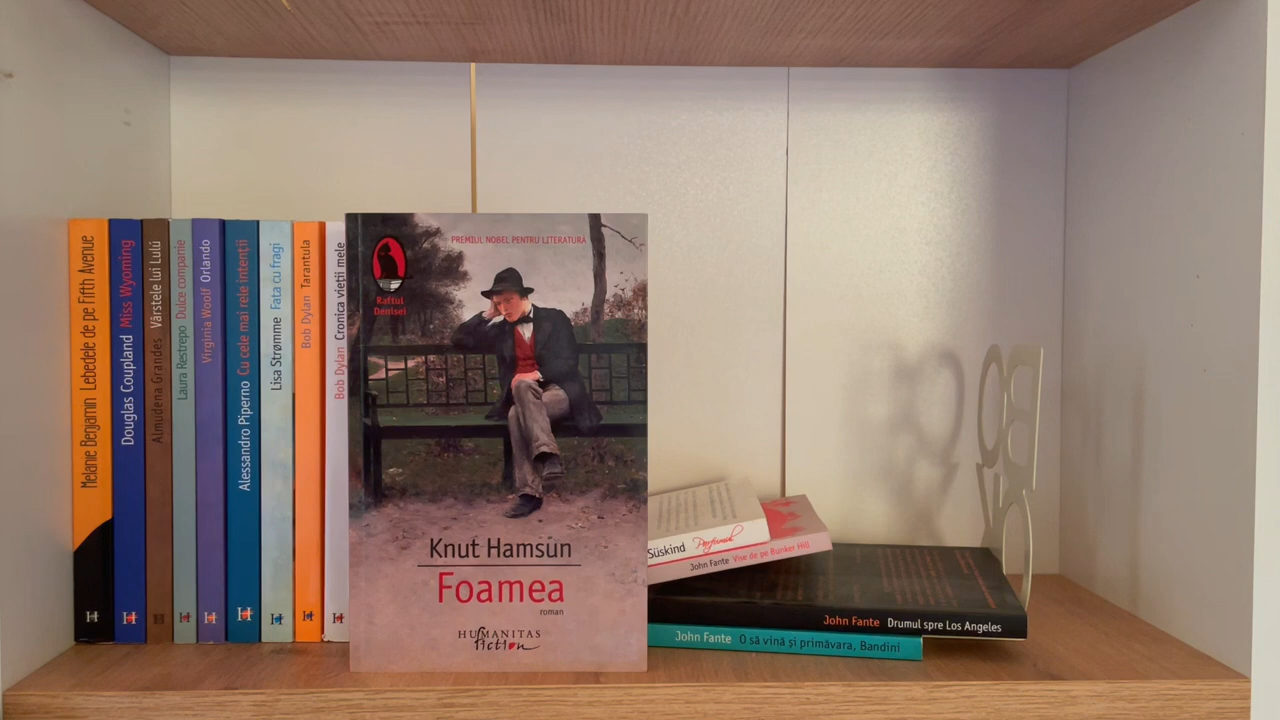 Melanie Benjamin Lebedele de pe Fifth Avenue
Douglas Coupland Miss Wyoming
Almudena Grandes Vârstele lui Lulú
Laura Restrepo Dulce companie
Virginia Woolf Orlando
Alessandro Piperno Cu cele mai rele intenții
Lisa Strømme Fata cu fragi
Bob Dylan Tarantula
Bob Dylan Cronica vieții mele
PREMIUL NOBEL PENTRU LITERATURĂ
Raftul
Denisei
Knut Hamsun
Foamea
roman
HUMANITAS
fiction
Süskind Parfumul
John Fante Vise de pe Bunker Hill
John Fante Drumul spre Los Angeles
John Fante O să vină și primăvara, Bandini